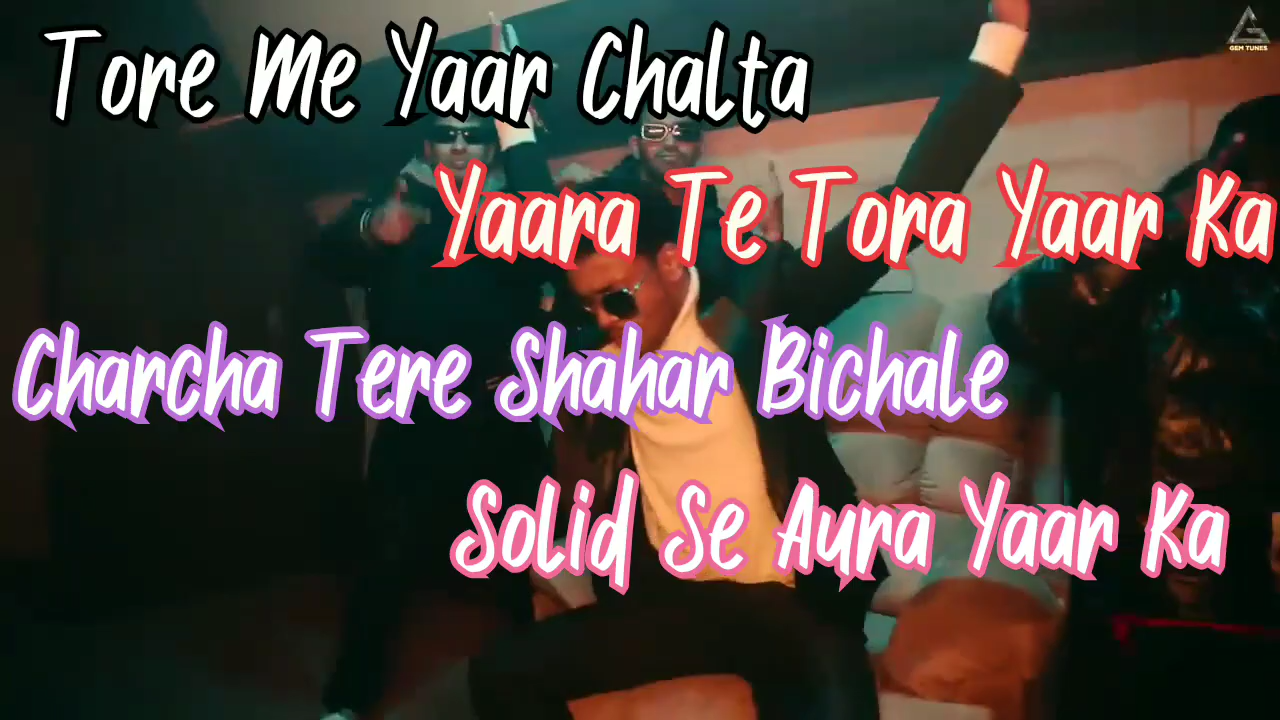 Tore Me Yaar Chalta
GEM TUNES
Yaara Te Tora Yaar Ka
Charcha Tere Shahar Bichale
Solid Se Aura Yaar Ka